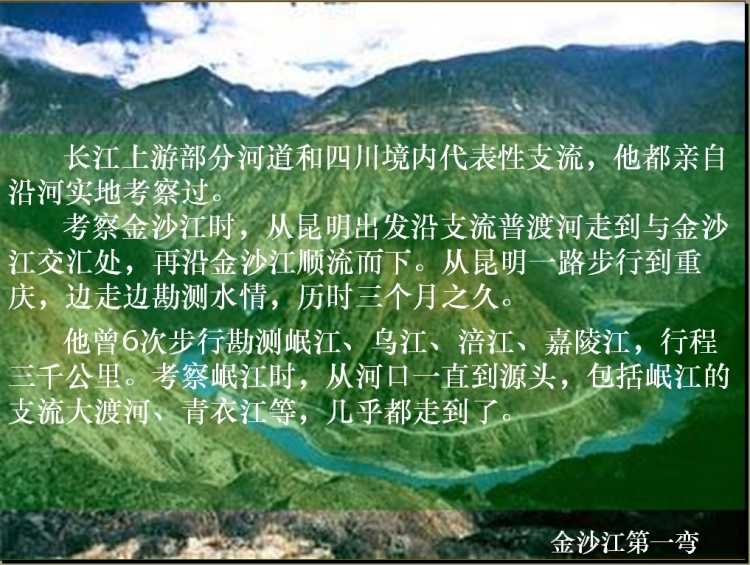 长江上游部分河道和四川境内代表性支流，他都亲自
沿河实地考察过。
考察金沙江时，从昆明出发沿支流普渡河走到与金沙
江交汇处，再沿金沙江顺流而下。从昆明一路步行到重
庆，边走边勘测水情，历时三个月之久。
他曾6次步行勘测岷江、乌江、涪江、嘉陵江，行程
三千公里。考察岷江时，从河口一直到源头，包括岷江的
支流大渡河、青衣江等，几乎都走到了。
金沙江第一弯